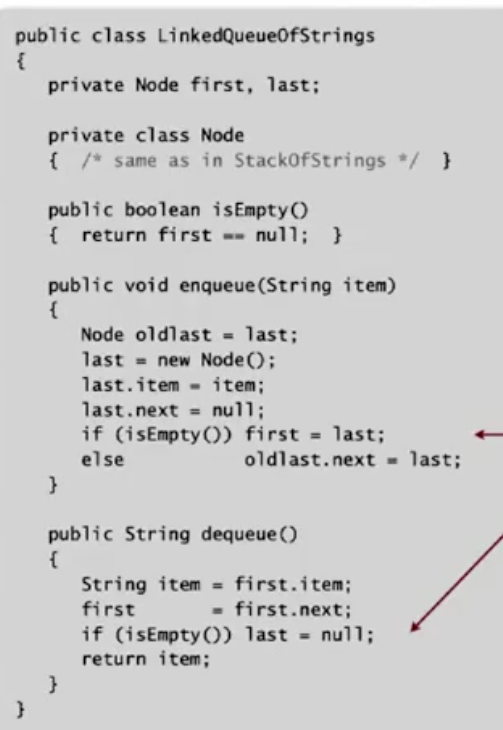 public class LinkedQueueOfStrings
{
private Node first, last;
private class Node
{ /* same as in StackOfStrings */ }
public boolean isEmpty()
{ return first == null; }
public void enqueue(String item)
{
Node oldlast = last;
last = new Node();
last.item = item;
last.next = null;
if (isEmpty()) first = last;
else oldlast.next = last;
}
public String dequeue()
{
String item = first.item;
first = first.next;
if (isEmpty()) last = null;
return item;
}
}